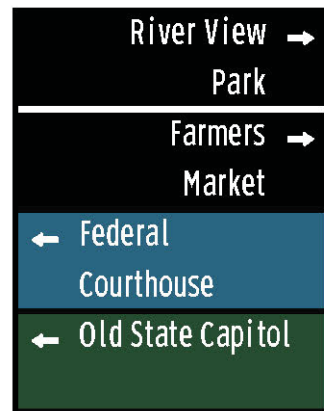 River View →
Park
Farmers →
Market
← Federal
Courthouse
← Old State Capitol